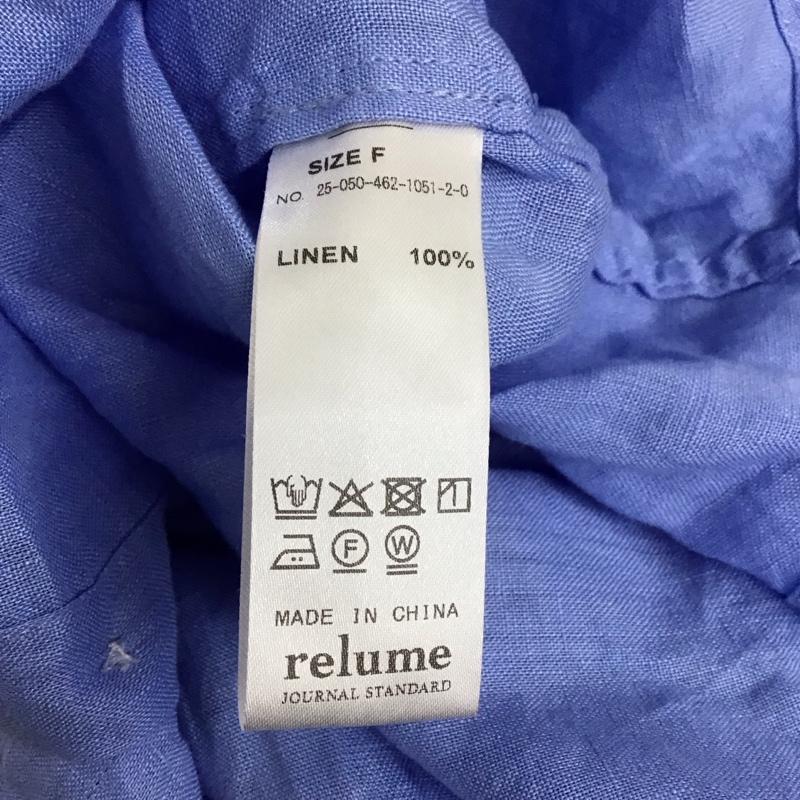 SIZE F
NO. 25-050-462-1051-2-0
LINEN 100%
F W
MADE IN CHINA
relume
JOURNAL STANDARD